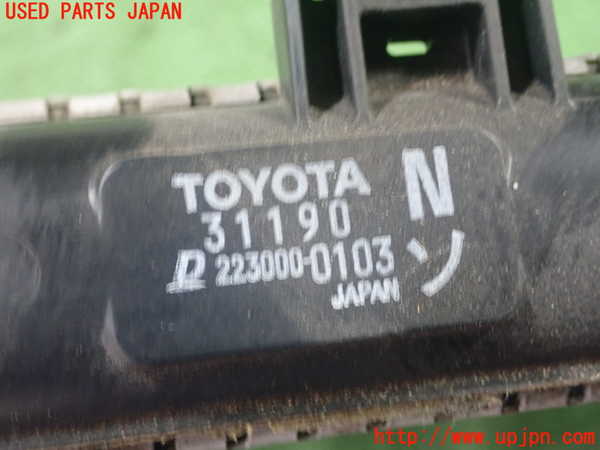 USED PARTS JAPAN
TOYOTA N
31190
223000-0103
JAPAN ソ
http://www.upjpn.com/